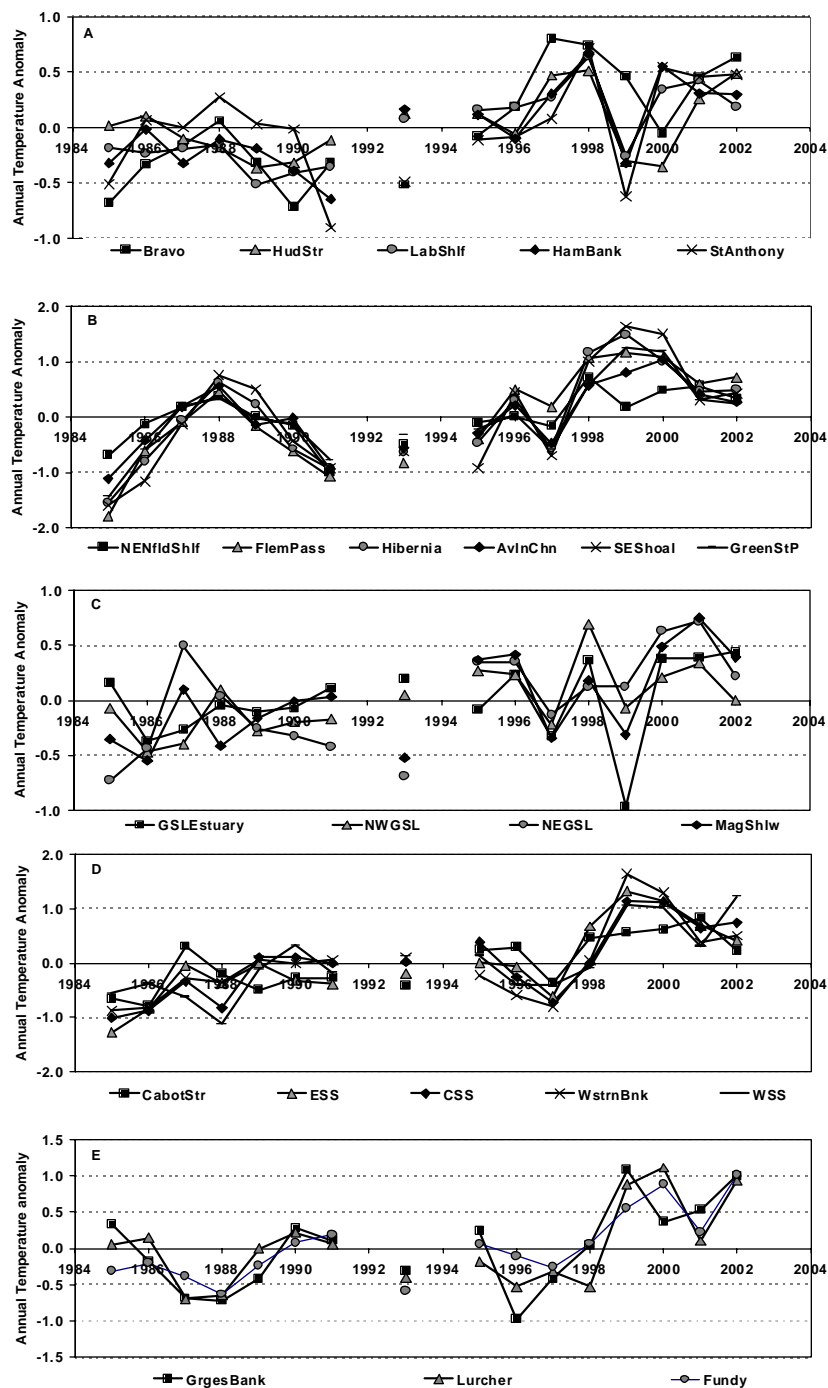 A
Annual Temperature Anomaly
1.0
0.5
0.0
-0.5
-1.0
1984 1986 1988 1990 1992 1994 1996 1998 2000 2002 2004
Bravo HudStr LabShlf HamBank StAnthony
B
Annual Temperature Anomaly
2.0
1.0
0.0
-1.0
-2.0
1984 1986 1988 1990 1992 1994 1996 1998 2000 2002 2004
NENfldShlf FlemPass Hibernia AvlnChn SEShoal GreenStP
C
Annual Temperature Anomaly
1.0
0.5
0.0
-0.5
-1.0
1984 1986 1988 1990 1992 1994 1996 1998 2000 2002 2004
GSLEstuary NWGSL NEGSL MagShlw
D
Annual Temperature Anomaly
2.0
1.0
0.0
-1.0
-2.0
1984 1986 1988 1990 1992 1994 1996 1998 2000 2002 2004
CabotStr ESS CSS WstrnBnk WSS
E
Annual Temperature anomaly
1.5
1.0
0.5
0.0
-0.5
-1.0
-1.5
1984 1986 1988 1990 1992 1994 1996 1998 2000 2002 2004
GrgesBank Lurcher Fundy